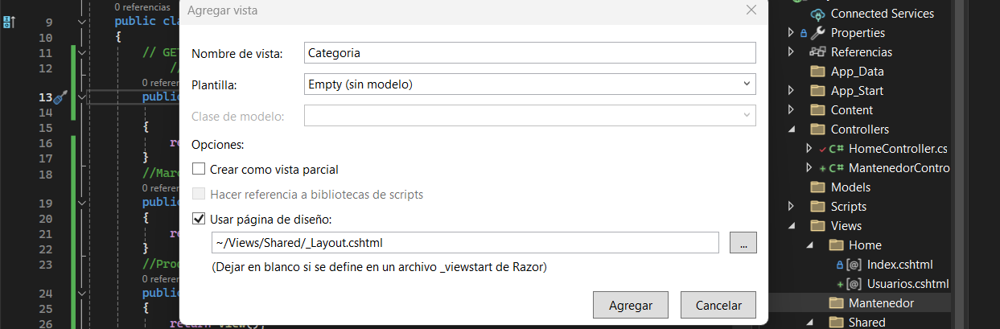 0 referencias
9 public cla
10 {
11 // GET
12 //
0 referen
13 public
14
15 {
16 re
17 }
18 //Marc
0 referen
19 public
20 {
21 re
22 }
23 //Prod
0 referen
24 public
25 {
26 return View();
Agregar vista
Nombre de vista: Categoria
Plantilla: Empty (sin modelo)
Clase de modelo:
Opciones:
Crear como vista parcial
Hacer referencia a bibliotecas de scripts
Usar página de diseño:
~/Views/Shared/_Layout.cshtml ...
(Dejar en blanco si se define en un archivo _viewstart de Razor)
Agregar Cancelar
Connected Services
Properties
Referencias
App_Data
App_Start
Content
Controllers
C# HomeController.cs
+ C# MantenedorContro
Models
Scripts
Views
Home
[@] Index.cshtml
+ [@] Usuarios.cshtml
Mantenedor
Shared